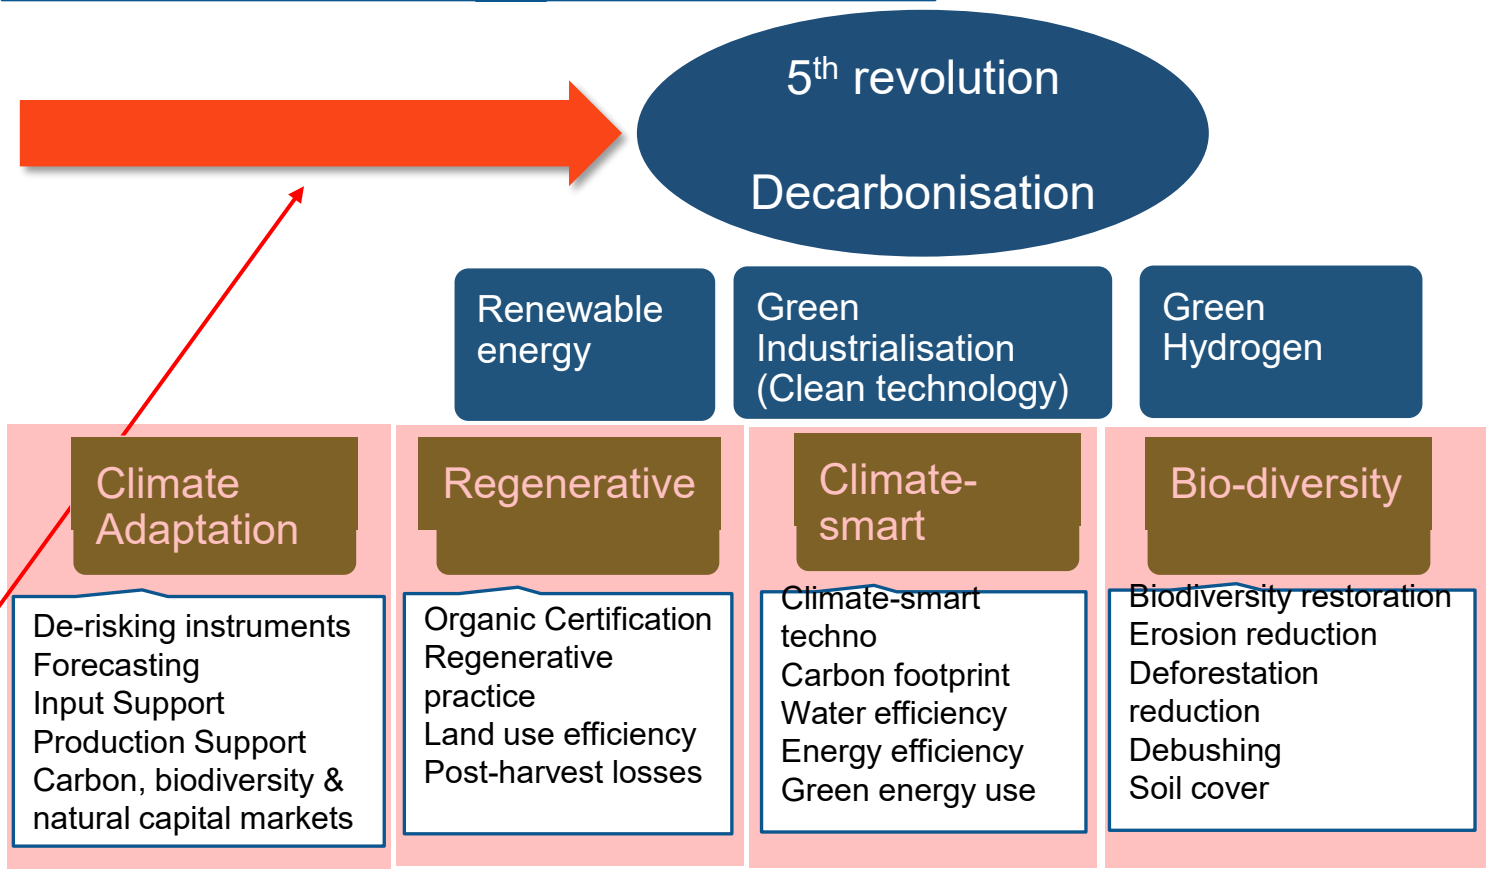 5th revolution
Decarbonisation
Renewable
energy
Green
Industrialisation
(Clean technology)
Green
Hydrogen
Climate
Adaptation
Regenerative
Climate-
smart
Bio-diversity
De-risking instruments
Forecasting
Input Support
Production Support
Carbon, biodiversity &
natural capital markets
Organic Certification
Regenerative
practice
Land use efficiency
Post-harvest losses
Climate-smart
techno
Carbon footprint
Water efficiency
Energy efficiency
Green energy use
Biodiversity restoration
Erosion reduction
Deforestation
reduction
Debushing
Soil cover